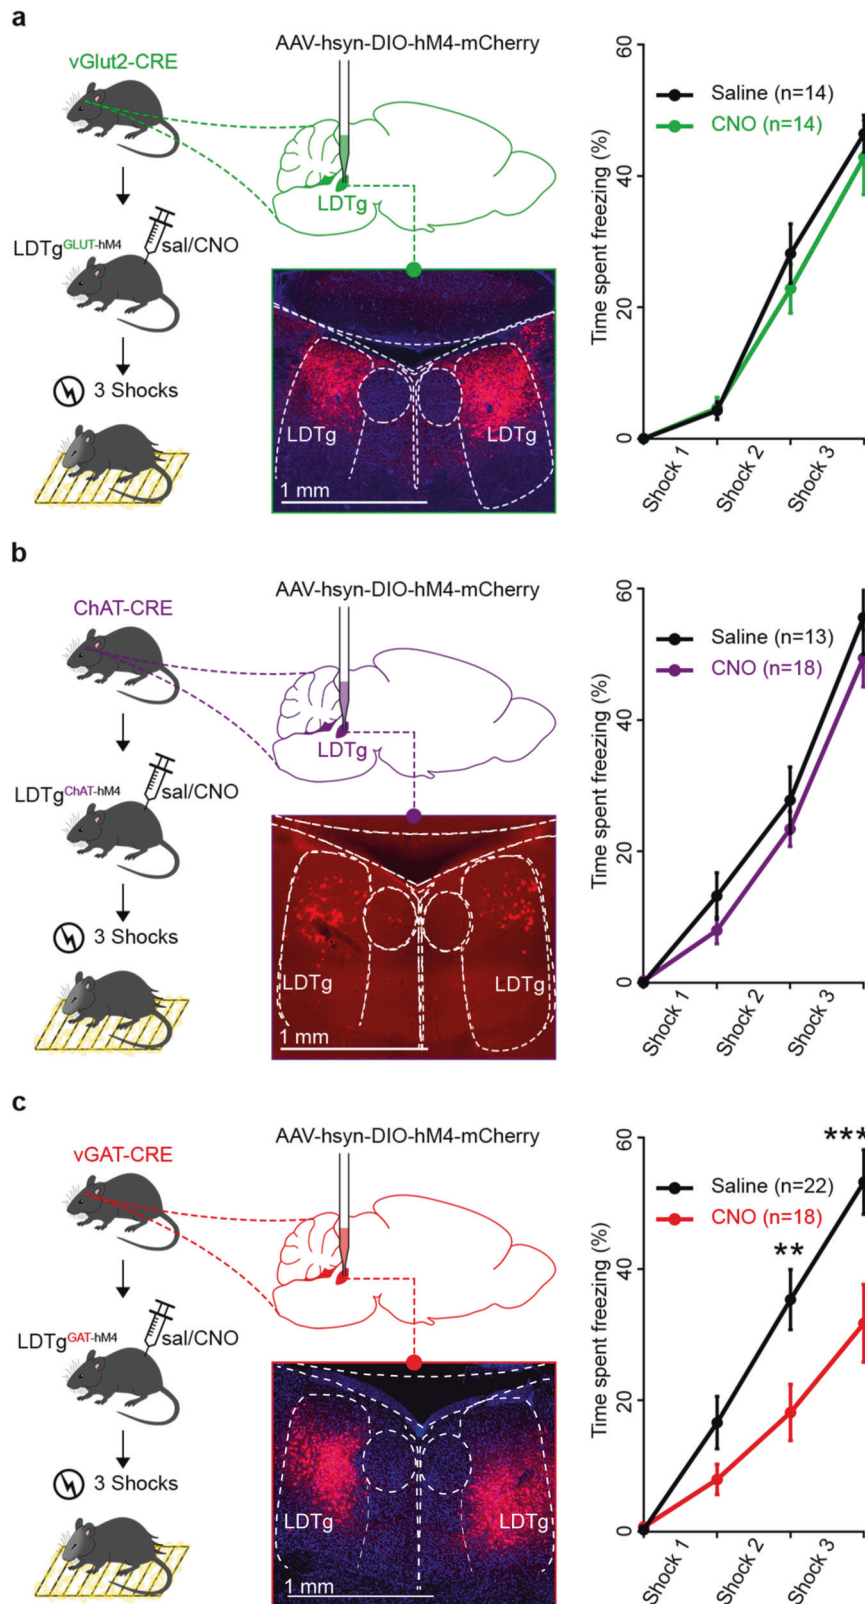 a
vGlut2-CRE
AAV-hsyn-DIO-hM4-mCherry
LDTg
LDTgGLUT-hM4
sal/CNO
3 Shocks
LDTg
LDTg
1 mm
Time spent freezing (%)
60
40
20
0
Saline (n=14)
CNO (n=14)
Shock 1
Shock 2
Shock 3
b
ChAT-CRE
AAV-hsyn-DIO-hM4-mCherry
LDTg
LDTgChAT-hM4
sal/CNO
3 Shocks
LDTg
LDTg
1 mm
Time spent freezing (%)
60
40
20
0
Saline (n=13)
CNO (n=18)
Shock 1
Shock 2
Shock 3
c
vGAT-CRE
AAV-hsyn-DIO-hM4-mCherry
LDTgGAT-hM4
sal/CNO
3 Shocks
LDTg
LDTg
1 mm
Time spent freezing (%)
60
40
20
0
Saline (n=22)
CNO (n=18)
**
***
Shock 1
Shock 2
Shock 3